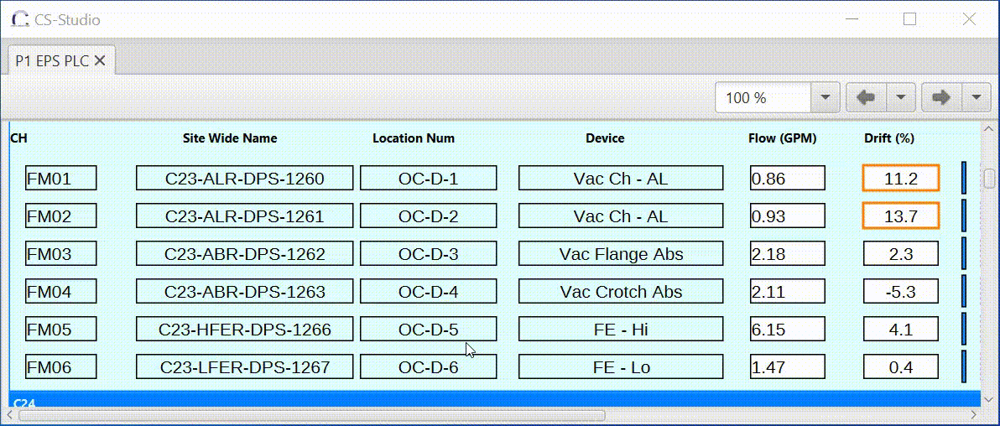 CS-Studio
P1 EPS PLC
100 %
CH Site Wide Name Location Num Device Flow (GPM) Drift (%)
FM01 C23-ALR-DPS-1260 OC-D-1 Vac Ch - AL 0.86 11.2
FM02 C23-ALR-DPS-1261 OC-D-2 Vac Ch - AL 0.93 13.7
FM03 C23-ABR-DPS-1262 OC-D-3 Vac Flange Abs 2.18 2.3
FM04 C23-ABR-DPS-1263 OC-D-4 Vac Crotch Abs 2.11 -5.3
FM05 C23-HFER-DPS-1266 OC-D-5 FE - Hi 6.15 4.1
FM06 C23-LFER-DPS-1267 OC-D-6 FE - Lo 1.47 0.4
C24